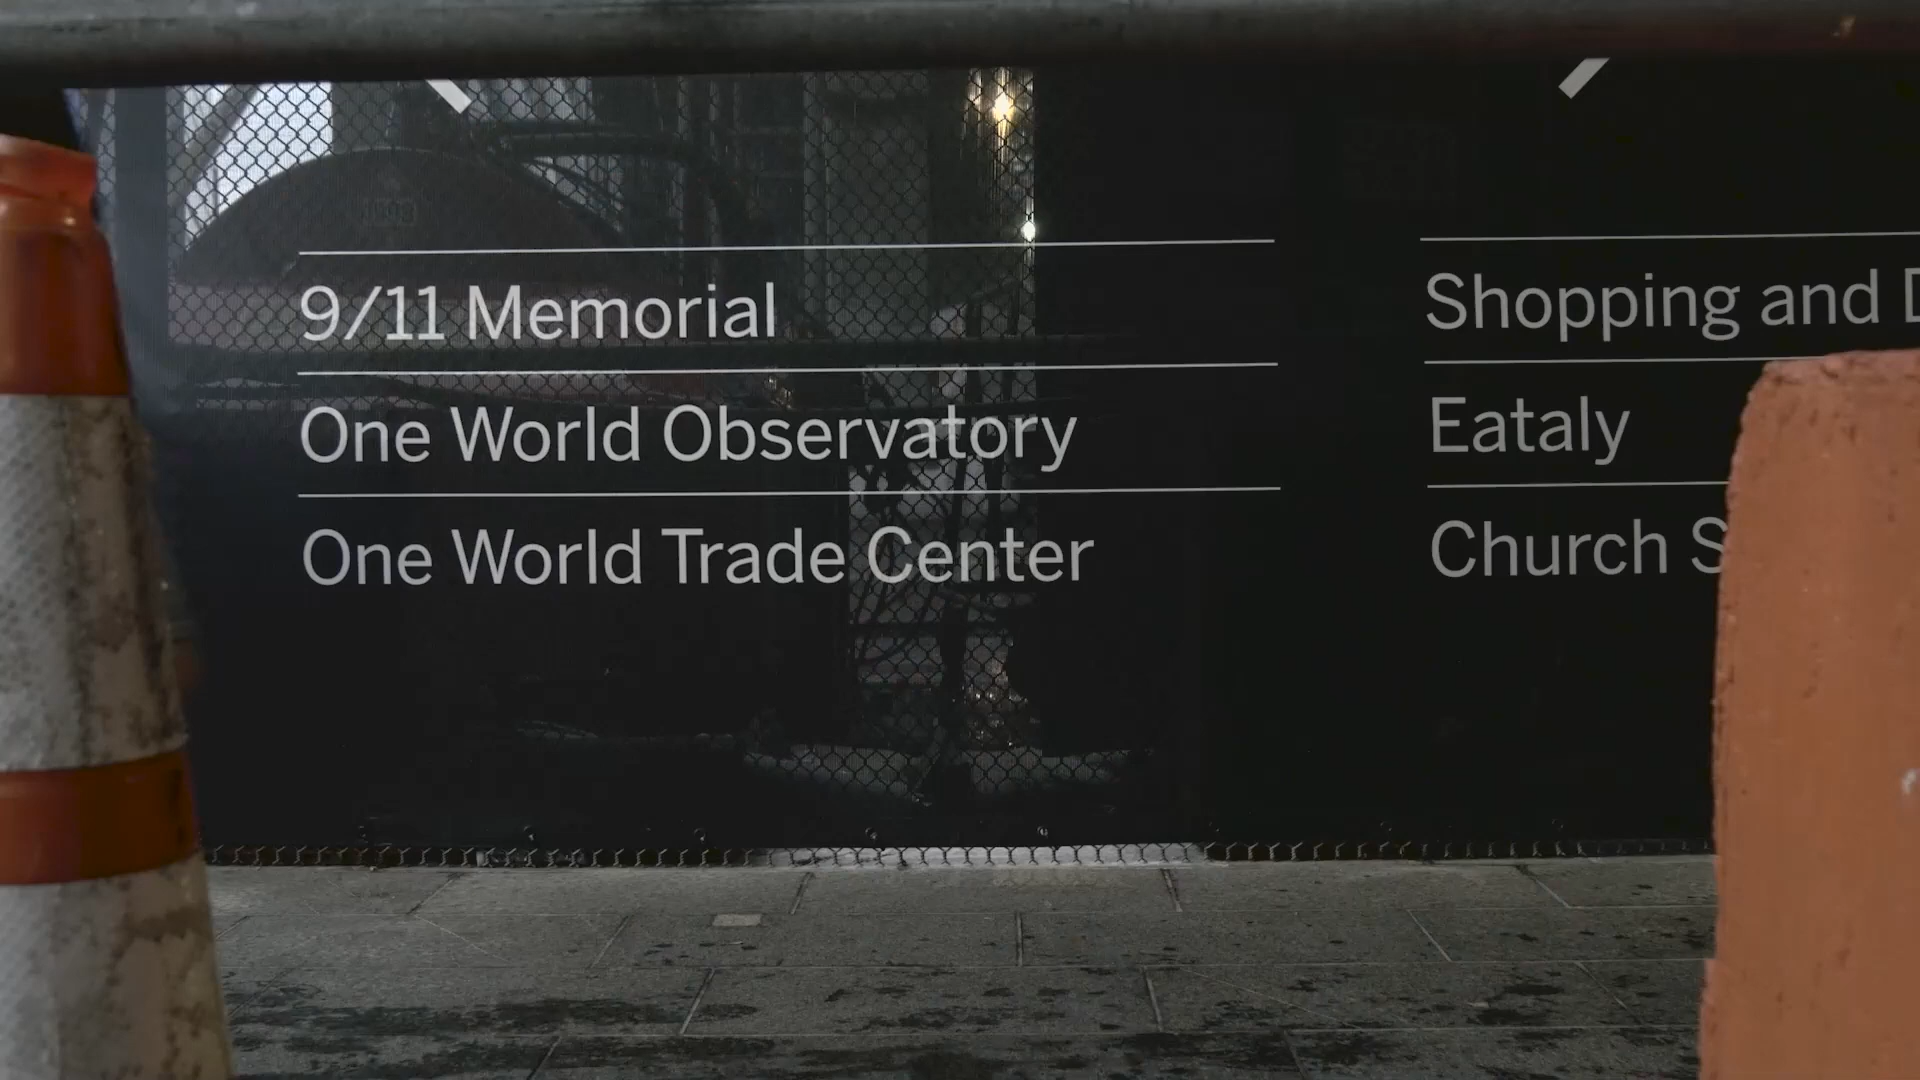 9/11 Memorial
One World Observatory
One World Trade Center
Shopping and
Eataly
Church